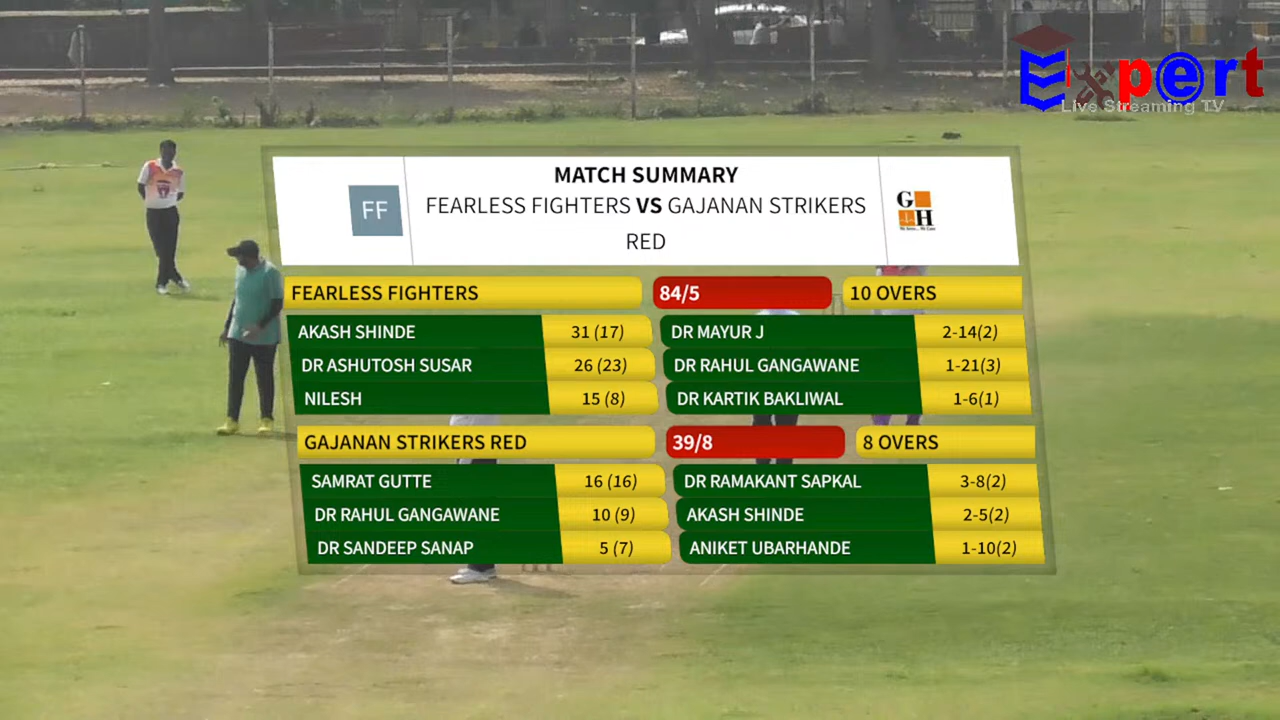 Expert
Live Streaming TV
MATCH SUMMARY
FF
FEARLESS FIGHTERS VS GAJANAN STRIKERS
RED
G
H
FEARLESS FIGHTERS 84/5 10 OVERS
AKASH SHINDE 31 (17) DR MAYUR J 2-14(2)
DR ASHUTOSH SUSAR 26 (23) DR RAHUL GANGAWANE 1-21(3)
NILESH 15 (8) DR KARTIK BAKLIWAL 1-6(1)
GAJANAN STRIKERS RED 39/8 8 OVERS
SAMRAT GUTTE 16 (16) DR RAMAKANT SAPKAL 3-8(2)
DR RAHUL GANGAWANE 10 (9) AKASH SHINDE 2-5(2)
DR SANDEEP SANAP 5 (7) ANIKET UBARHANDE 1-10(2)